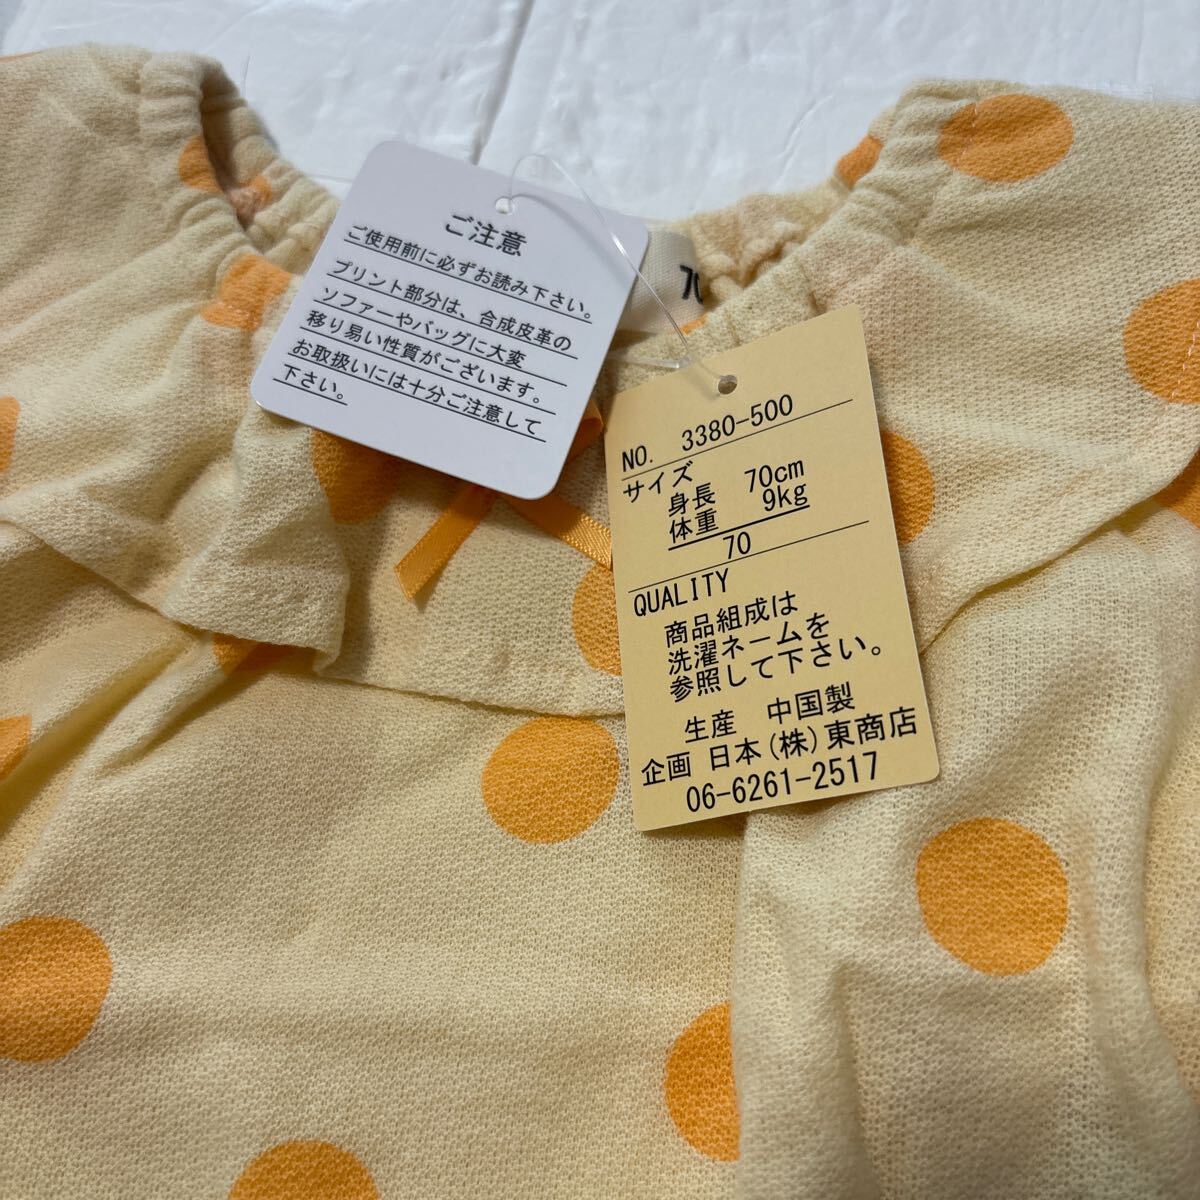 ご注意
ご使用前に必ずお読み下さい。
プリント部分は、合成皮革の
ソファーやバッグに大変
移り易い性質がございます。
お取扱いには十分ご注意して
下さい。
70
NO. 3380-500
サイズ
身長 70cm
体重 9kg
70
QUALITY
商品組成は
洗濯ネームを
参照して下さい。
生産 中国製
企画 日本(株)東商店
06-6261-2517